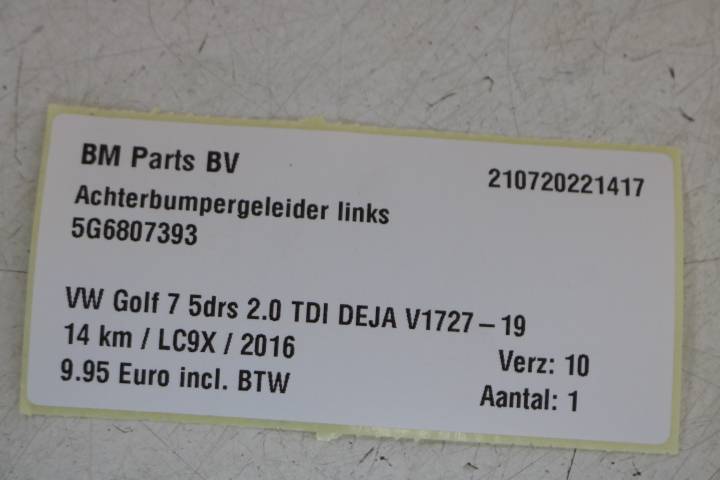 BM Parts BV
210720221417
Achterbumpergeleider links
5G6807393
VW Golf 7 5drs 2.0 TDI DEJA V1727 – 19
14 km / LC9X / 2016
Verz: 10
9.95 Euro incl. BTW
Aantal: 1